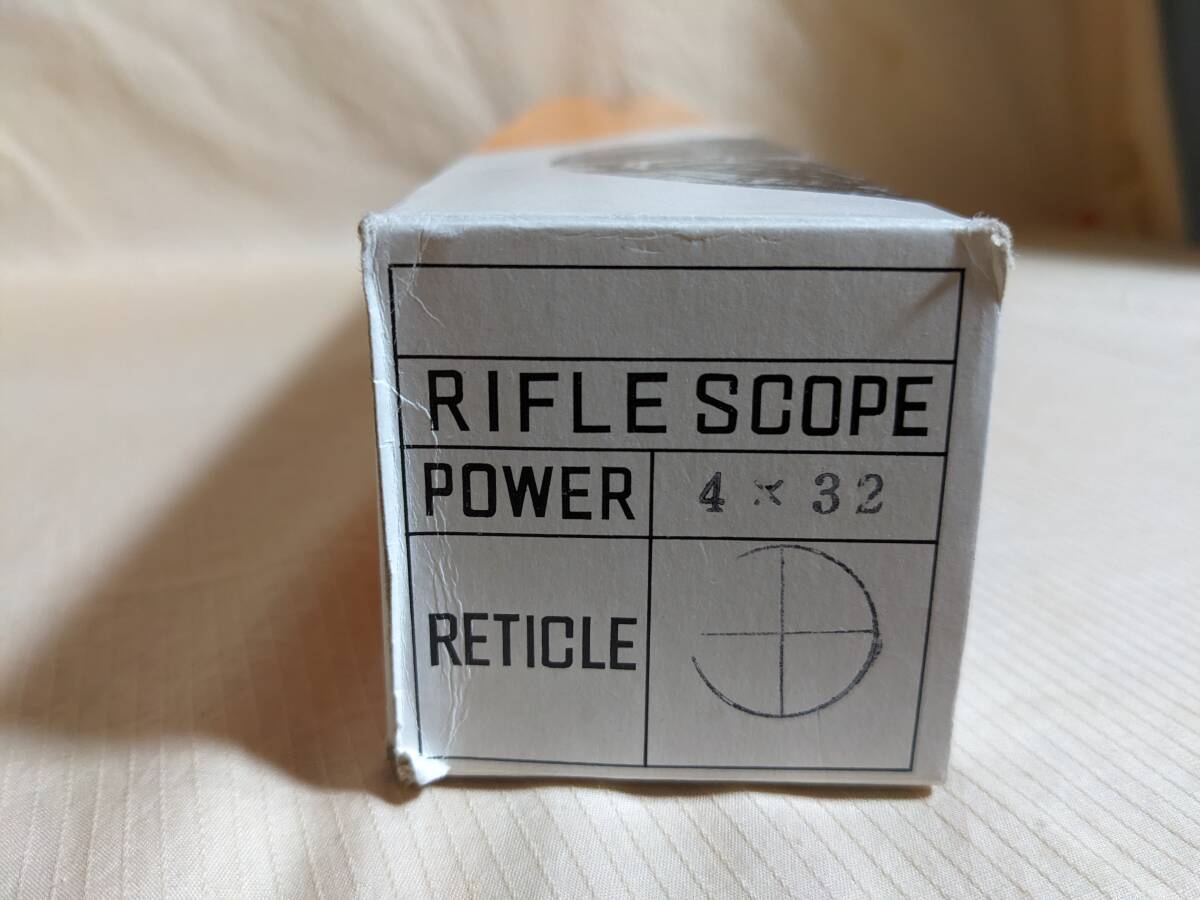 RIFLE SCOPE
POWER 4×32
RETICLE